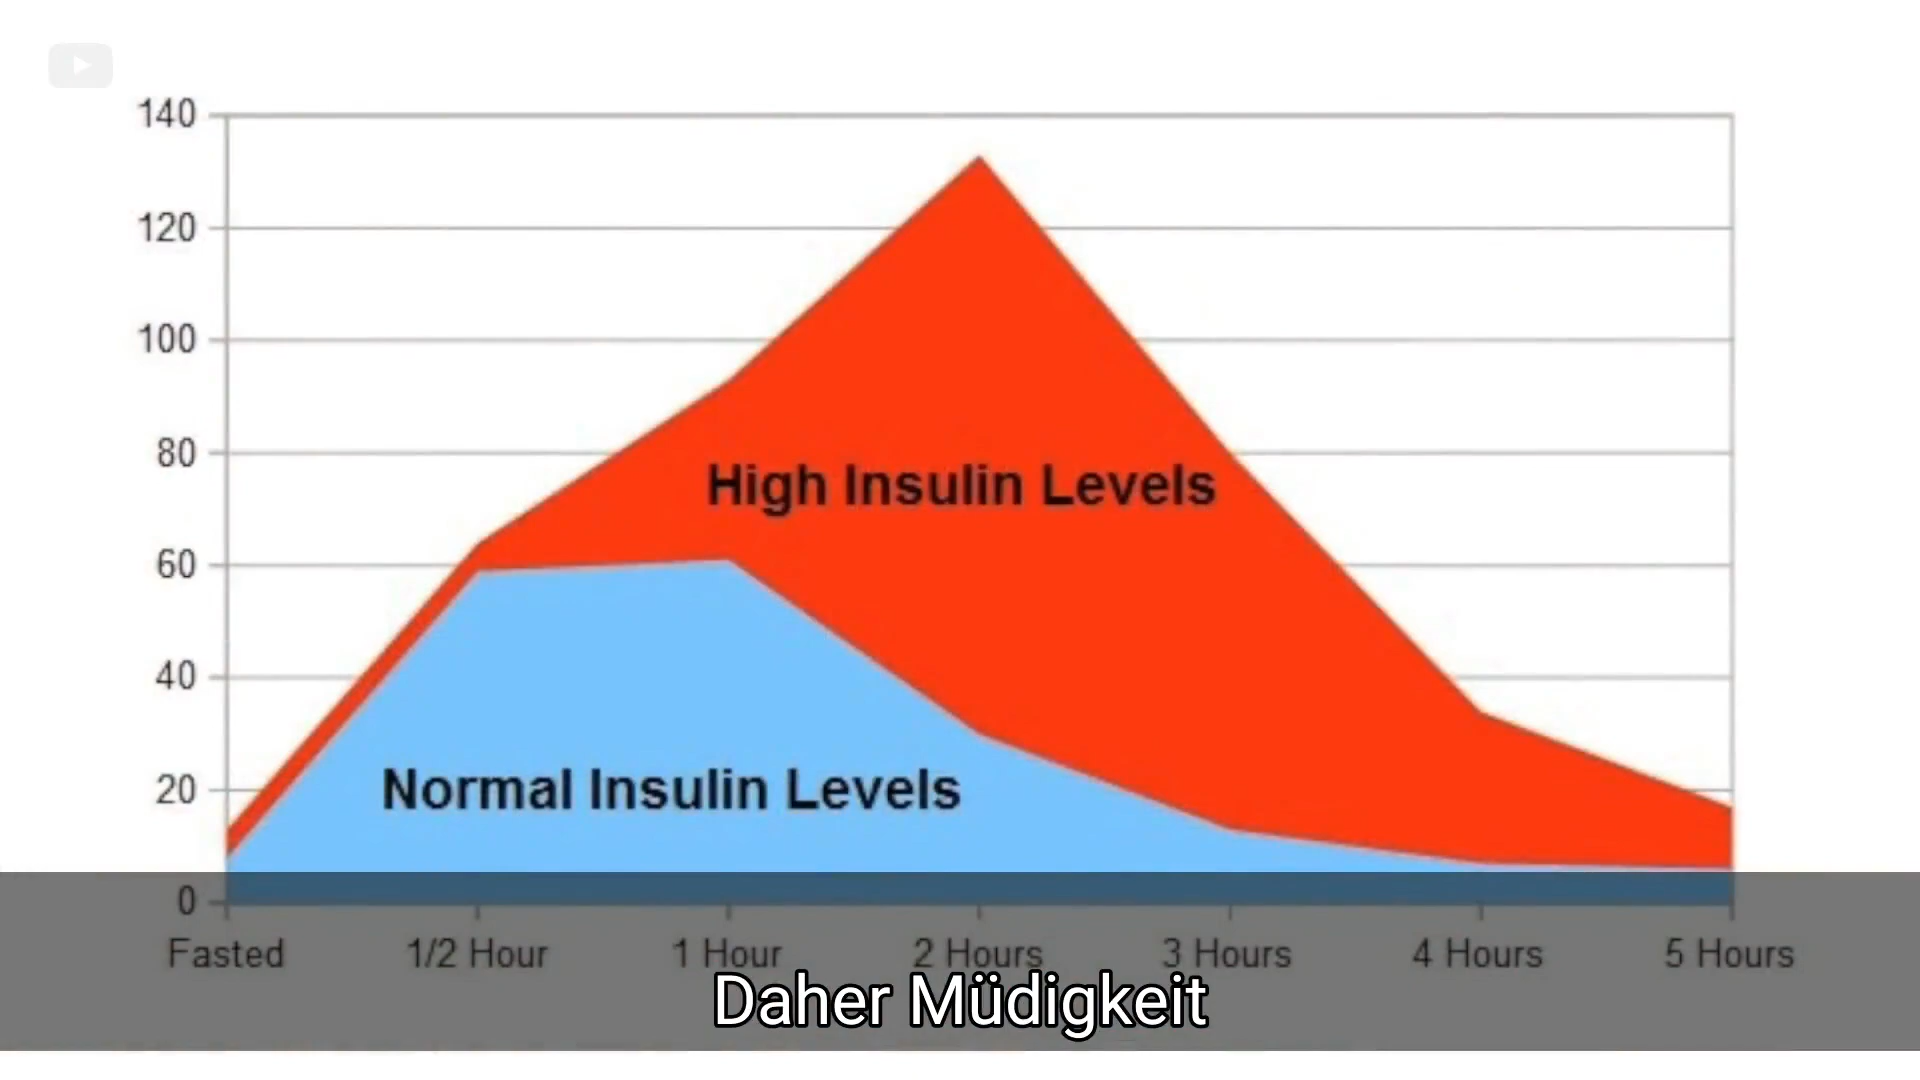 140
120
100
80
60
40
20
0
High Insulin Levels
Normal Insulin Levels
Fasted 1/2 Hour 1 Hour 2 Hours 3 Hours 4 Hours 5 Hours
Daher Müdigkeit